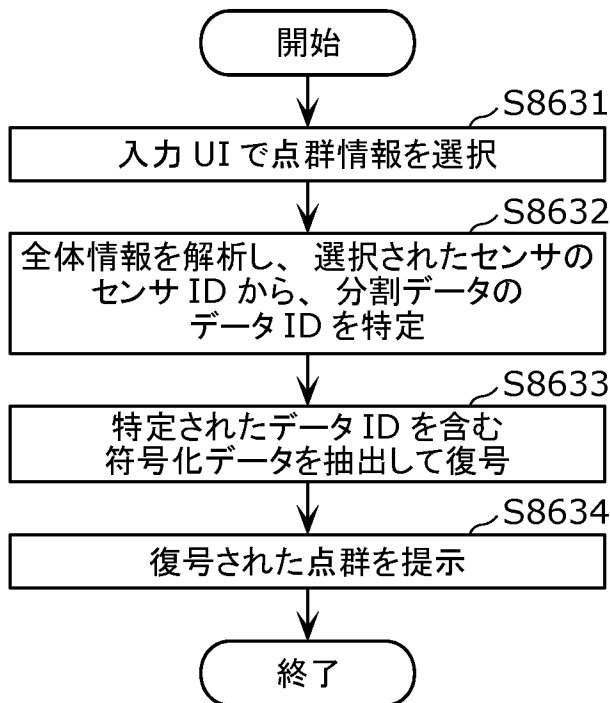 開始
S8631
入力 UI で点群情報を選択
S8632
全体情報を解析し、選択されたセンサの
センサ ID から、分割データの
データ ID を特定
S8633
特定されたデータ ID を含む
符号化データを抽出して復号
S8634
復号された点群を提示
終了